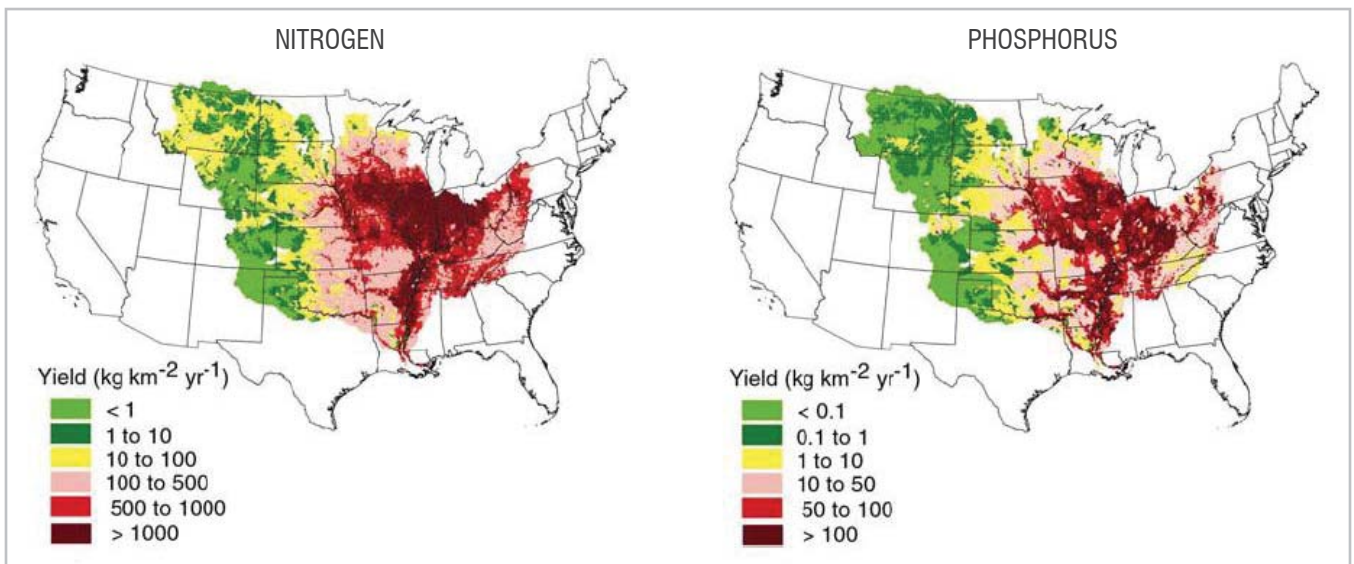 NITROGEN
Yield (kg km-2 yr-1)
< 1
1 to 10
10 to 100
100 to 500
500 to 1000
> 1000
PHOSPHORUS
Yield (kg km-2 yr-1)
< 0.1
0.1 to 1
1 to 10
10 to 50
50 to 100
> 100